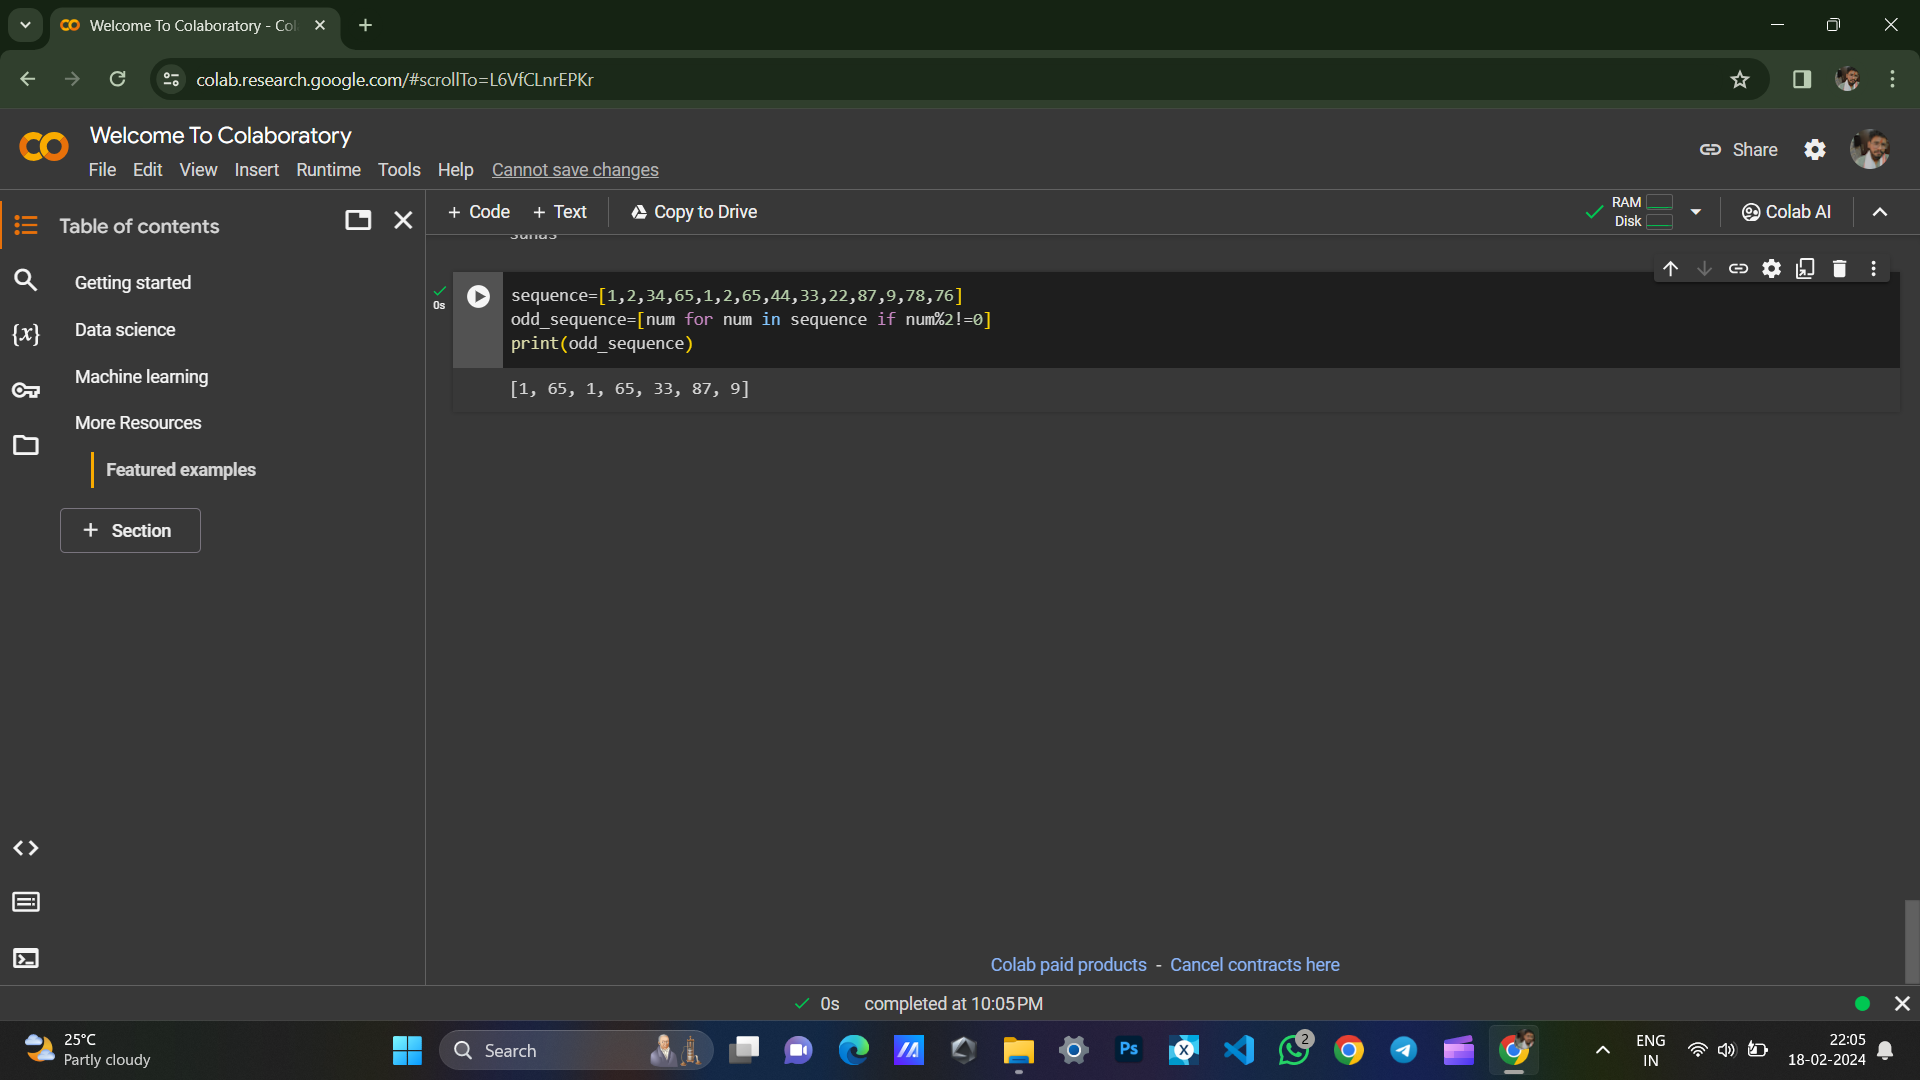 Welcome To Colaboratory - Col
colab.research.google.com/#scrollTo=L6VfCLnrEPKr
Welcome To Colaboratory
File Edit View Insert Runtime Tools Help Cannot save changes
Share
Table of contents
+ Code + Text Copy to Drive
RAM
Disk
Colab AI
Getting started
Data science
Machine learning
More Resources
Featured examples
+ Section
{x}
0s
sequence=[1,2,34,65,1,2,65,44,33,22,87,9,78,76]
odd_sequence=[num for num in sequence if num%2!=0]
print(odd_sequence)
[1, 65, 1, 65, 33, 87, 9]
Colab paid products - Cancel contracts here
0s completed at 10:05 PM
25°C
Partly cloudy
Search
Ps
X
2
ENG
IN
22:05
18-02-2024